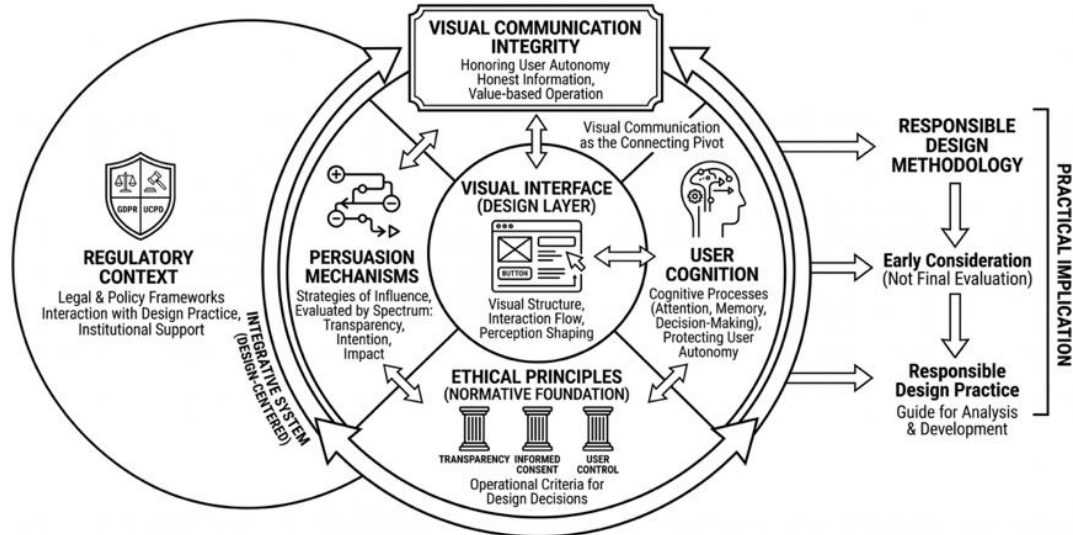 VISUAL COMMUNICATION
INTEGRITY
Honoring User Autonomy
Honest Information,
Value-based Operation
Visual Communication
as the Connecting Pivot
GDPR
UCPD
REGULATORY
CONTEXT
Legal & Policy Frameworks
Interaction with Design Practice,
Institutional Support
INTEGRATIVE SYSTEM
(DESIGN-CENTERED)
PERSUASION
MECHANISMS
Strategies of Influence,
Evaluated by Spectrum:
Transparency,
Intention,
Impact
VISUAL INTERFACE
(DESIGN LAYER)
BUTTON
Visual Structure,
Interaction Flow,
Perception Shaping
USER
COGNITION
Cognitive Processes
(Attention, Memory,
Decision-Making),
Protecting User
Autonomy
ETHICAL PRINCIPLES
(NORMATIVE FOUNDATION)
TRANSPARENCY
INFORMED
CONSENT
USER
CONTROL
Operational Criteria for
Design Decisions
RESPONSIBLE
DESIGN
METHODOLOGY
Early Consideration
(Not Final Evaluation)
Responsible
Design Practice
Guide for Analysis
& Development
PRACTICAL IMPLICATION